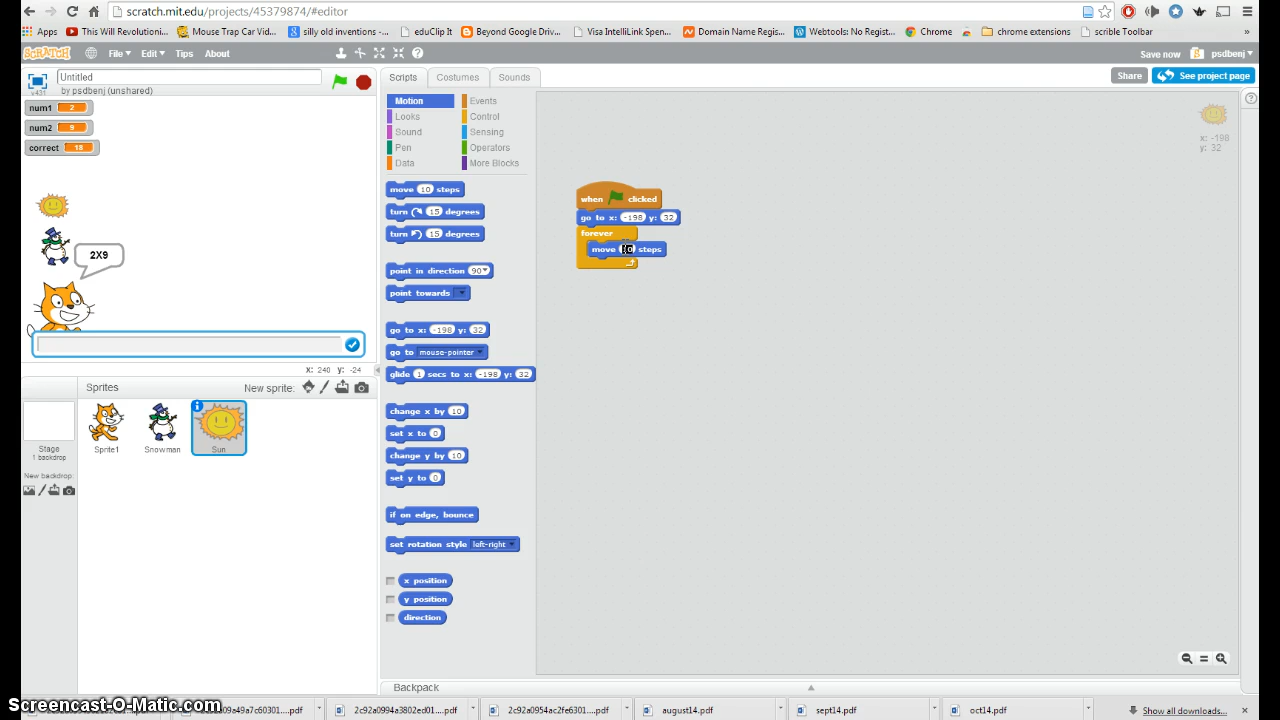 scratch.mit.edu/projects/45379874/#editor
Apps This Will Revolutioni... Mouse Trap Car Vid... silly old inventions - ... eduClip It Beyond Google Driv... Visa IntelliLink Spen... Domain Name Regis... Webtools: No Regis... Chrome chrome extensions scrible Toolbar
SCRATCH File Edit Tips About Save now psdbenj
Untitled
by psdbenj (unshared)
v431
Scripts Costumes Sounds Share See project page
num1 2
num2 9
correct 18
2X9
X: 240 y: -24
Motion Events
Looks Control
Sound Sensing
Pen Operators
Data More Blocks
move 10 steps
turn 15 degrees
turn 15 degrees
point in direction 90
point towards
go to x: -198 y: 32
go to mouse-pointer
glide 1 secs to x: -198 y: 32
change x by 10
set x to 0
change y by 10
set y to 0
if on edge, bounce
set rotation style left-right
x position
y position
direction
when clicked
go to x: -198 y: 32
forever
move steps
x: -198
y: 32
Sprites New sprite:
Stage
1 backdrop
New backdrop:
Sprite1 Snowman Sun
Backpack
Screencast-O-Matic.com
2c92a0994a3802ed01....pdf 2c92a0954ac2fe6301....pdf august14.pdf sept14.pdf oct14.pdf Show all downloads...